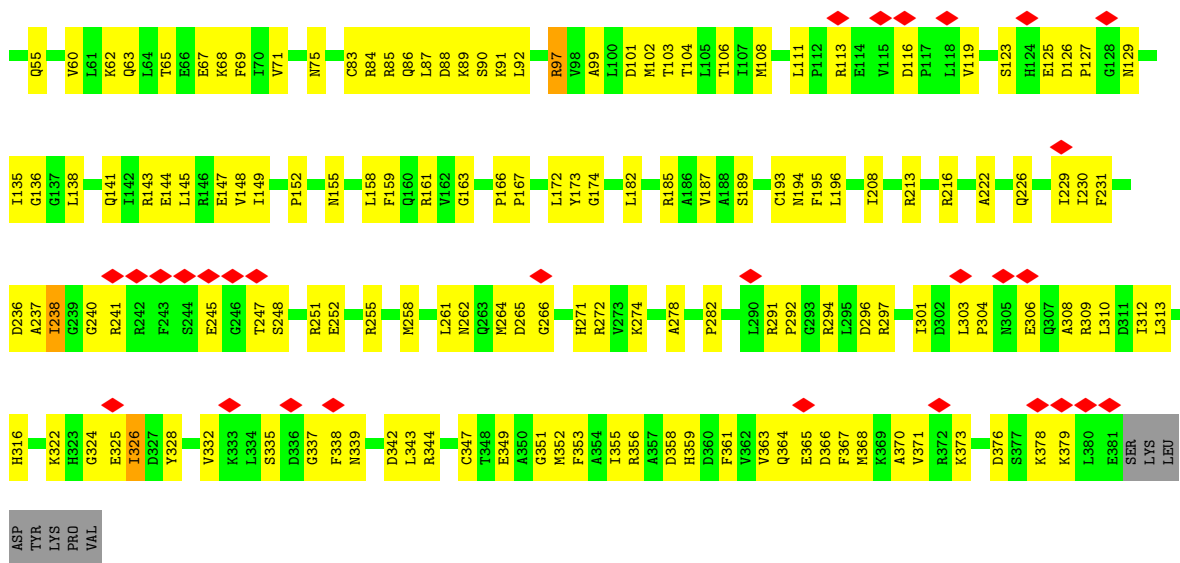 Q55 V60 L61 K62 Q63 L64 T65 E66 E67 K68 F69 I70 V71 N75 C83 R84 R85 Q86 L87 D88 K89 S90 K91 L92 R97 V98 A99 L100 D101 M102 T103 T104 L105 T106 I107 M108 L111 P112 R113 E114 V115 D116 P117 L118 V119 S123 H124 E125 D126 P127 G128 N129
I135 G136 G137 L138 Q141 I142 R143 E144 L145 R146 E147 V148 I149 P152 N155 L158 F159 Q160 R161 V162 G163 P166 P167 L172 Y173 G174 L182 R185 A186 V187 A188 S189 C193 N194 F195 L196 I208 R213 R216 A222 Q226 I229 I230 F231
D236 A237 I238 G239 G240 R241 R242 F243 S244 E245 G246 T247 S248 R251 E252 R255 M258 L261 N262 Q263 M264 D265 G266 H271 R272 V273 K274 A278 P282 L290 R291 P292 G293 R294 L295 D296 R297 I301 D302 L303 P304 N305 E306 Q307 A308 R309 L310 D311 I312 L313
H316 K322 H323 G324 E325 I326 D327 Y328 V332 K333 L334 S335 D336 G337 F338 N339 D342 L343 R344 C347 T348 E349 A350 G351 M352 F353 A354 I355 R356 A357 D358 H359 D360 F361 V362 V363 Q364 E365 D366 F367 M368 K369 A370 V371 R372 K373 D376 S377 K378 K379 L380 E381 SER LYS LEU
ASP TYR LYS PRO VAL